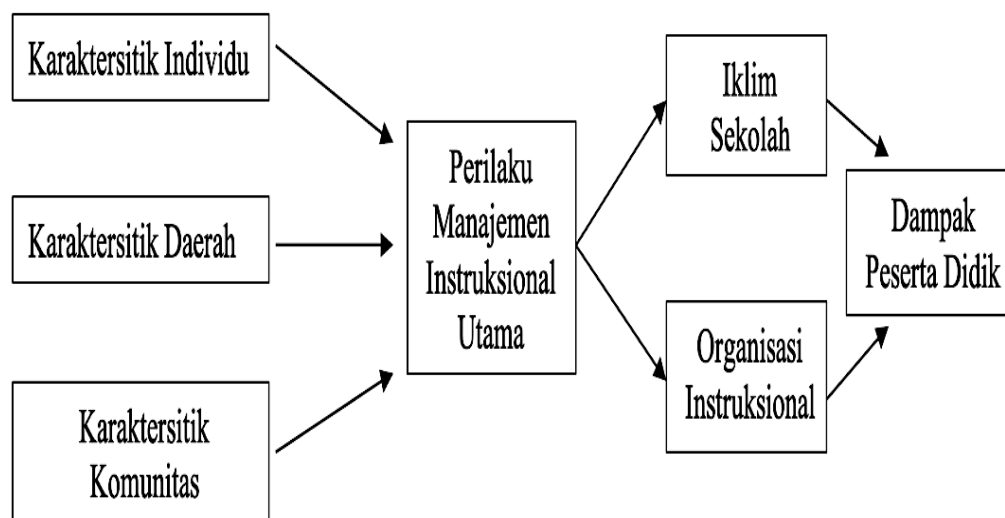 Karaktersitik Individu
Karaktersitik Daerah
Karaktersitik
Komunitas
Perilaku
Manajemen
Instruksional
Utama
Iklim
Sekolah
Organisasi
Instruksional
Dampak
Peserta Didik